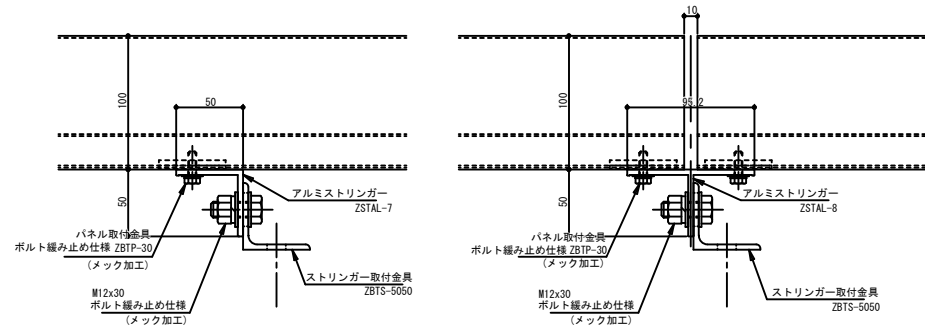 100
50
50
アルミストリンガー
ZSTAL-7
パネル取付金具
ボルト緩み止め仕様 ZBTP-30
(メック加工)
ストリンガー取付金具
ZBTS-5050
M12x30
ボルト緩み止め仕様
(メック加工)
10
100
95.2
50
アルミストリンガー
ZSTAL-8
パネル取付金具
ボルト緩み止め仕様 ZBTP-30
(メック加工)
ストリンガー取付金具
ZBTS-5050
M12x30
ボルト緩み止め仕様
(メック加工)